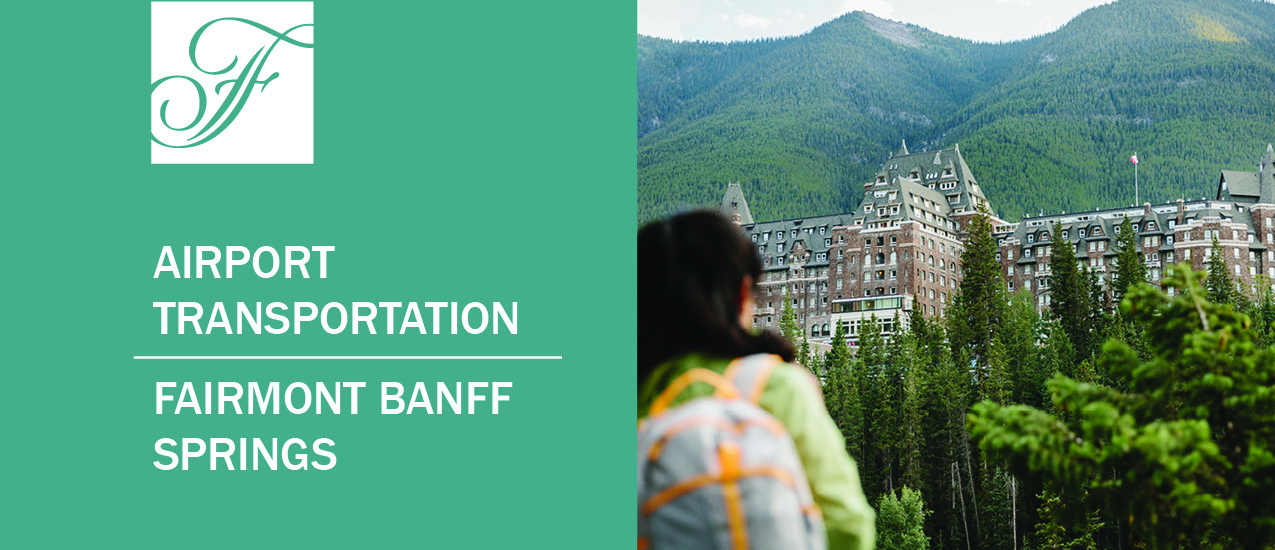 F
AIRPORT
TRANSPORTATION
FAIRMONT BANFF
SPRINGS